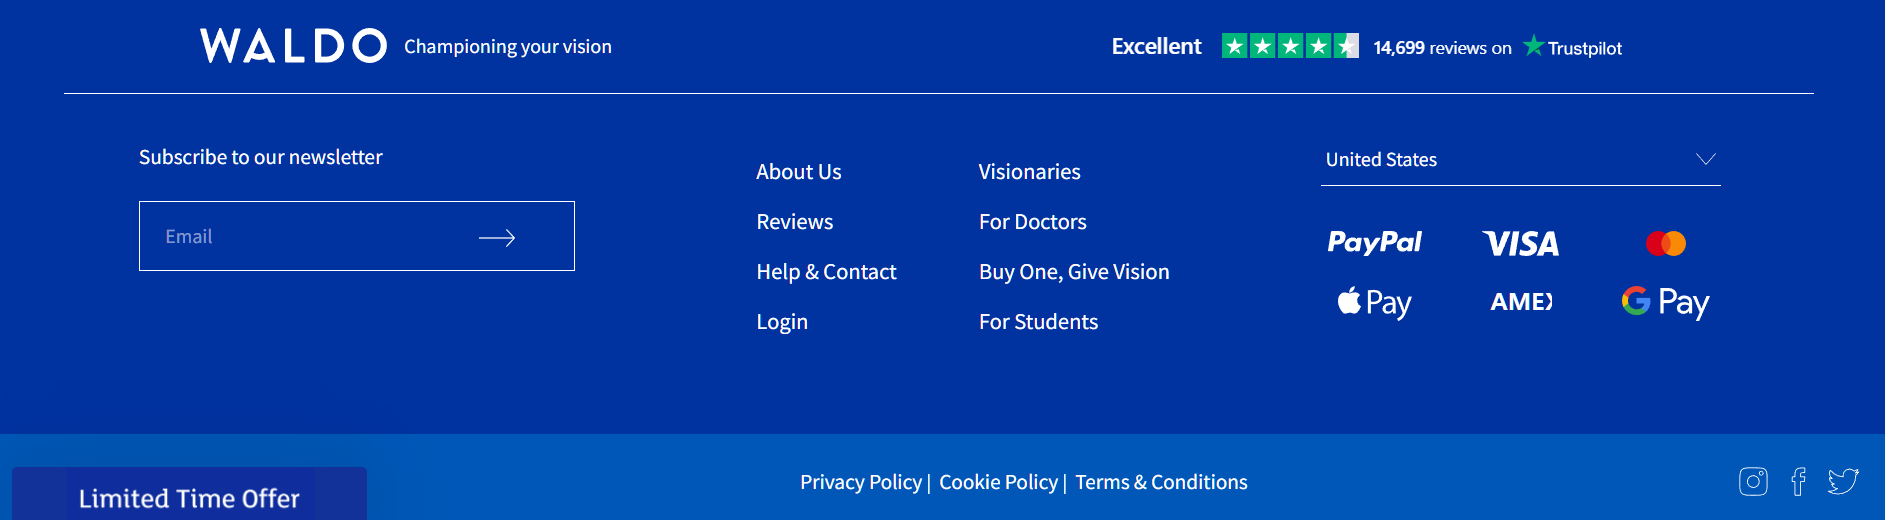 WALDO Championing your vision
Excellent 14,699 reviews on Trustpilot
Subscribe to our newsletter
Email
About Us
Reviews
Help & Contact
Login
Visionaries
For Doctors
Buy One, Give Vision
For Students
United States
PayPal VISA
Pay AMEX G Pay
Privacy Policy | Cookie Policy | Terms & Conditions
Limited Time Offer